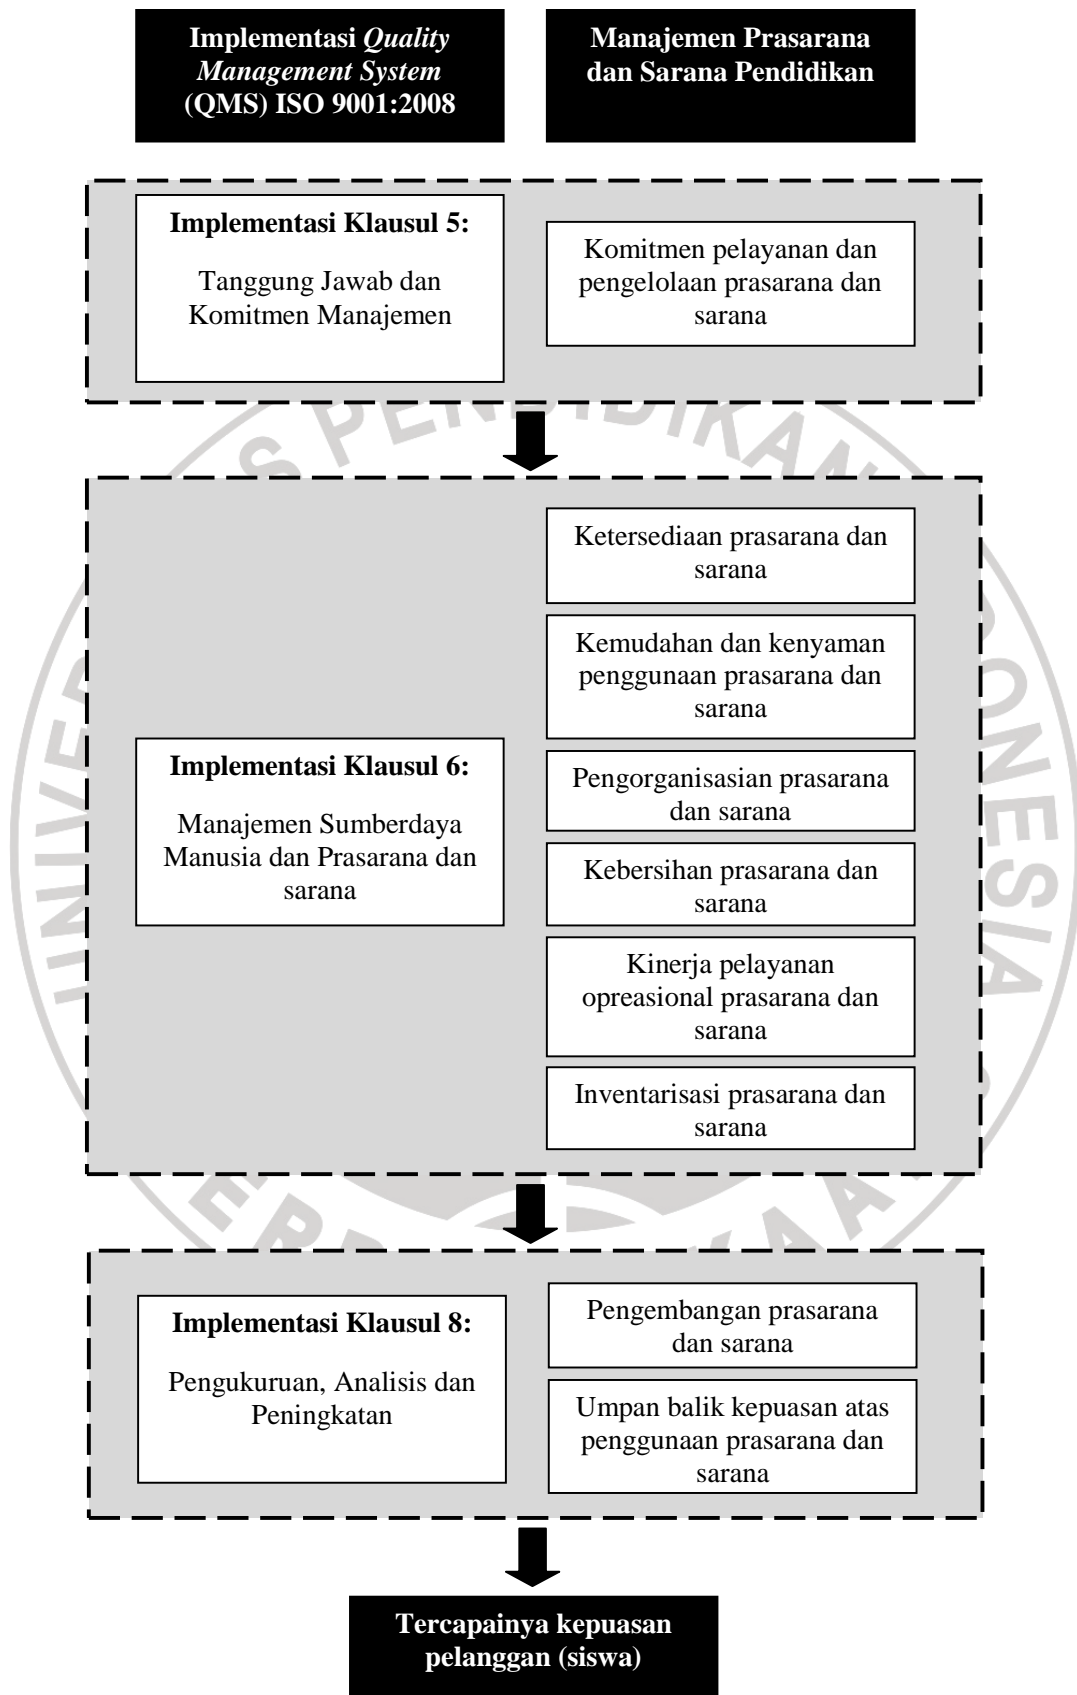 Implementasi Quality
Management System
(QMS) ISO 9001:2008
Manajemen Prasarana
dan Sarana Pendidikan
Implementasi Klausul 5:
Tanggung Jawab dan
Komitmen Manajemen
Komitmen pelayanan dan
pengelolaan prasarana dan
sarana
Implementasi Klausul 6:
Manajemen Sumberdaya
Manusia dan Prasarana dan
sarana
Ketersediaan prasarana dan
sarana
Kemudahan dan kenyaman
penggunaan prasarana dan
sarana
Pengorganisasian prasarana
dan sarana
Kebersihan prasarana dan
sarana
Kinerja pelayanan
opreasional prasarana dan
sarana
Inventarisasi prasarana dan
sarana
Implementasi Klausul 8:
Pengukuruan, Analisis dan
Peningkatan
Pengembangan prasarana
dan sarana
Umpan balik kepuasan atas
penggunaan prasarana dan
sarana
Tercapainya kepuasan
pelanggan (siswa)